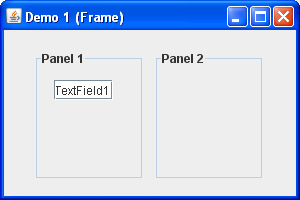 Demo 1 (Frame)
Panel 1
Panel 2
TextField1